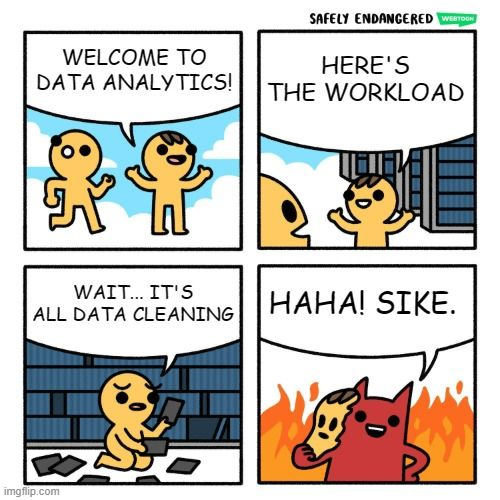 SAFELY ENDANGERED WEBTOON
WELCOME TO
DATA ANALYTICS!
HERE'S
THE WORKLOAD
WAIT... IT'S
ALL DATA CLEANING
HAHA! SIKE.
imgflip.com